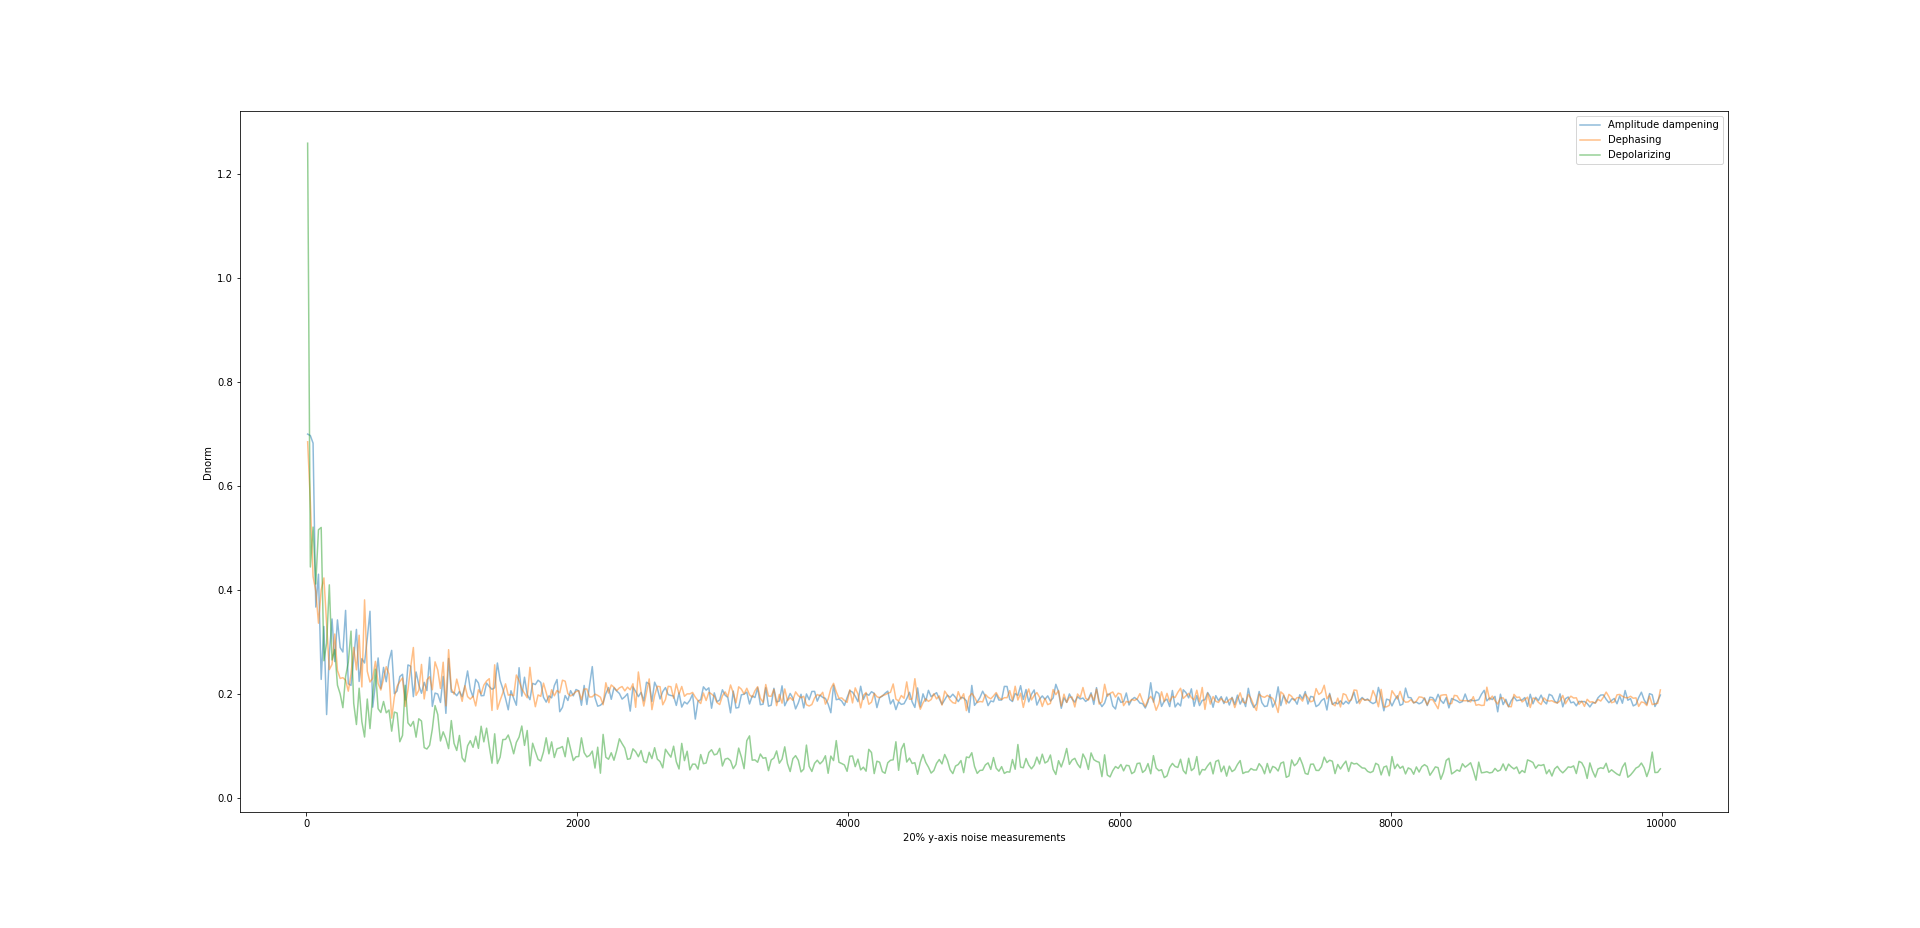 Amplitude dampening
Dephasing
Depolarizing
1.2
1.0
0.8
0.6
0.4
0.2
0.0
Dnorm
0
2000
4000
6000
8000
10000
20% y-axis noise measurements